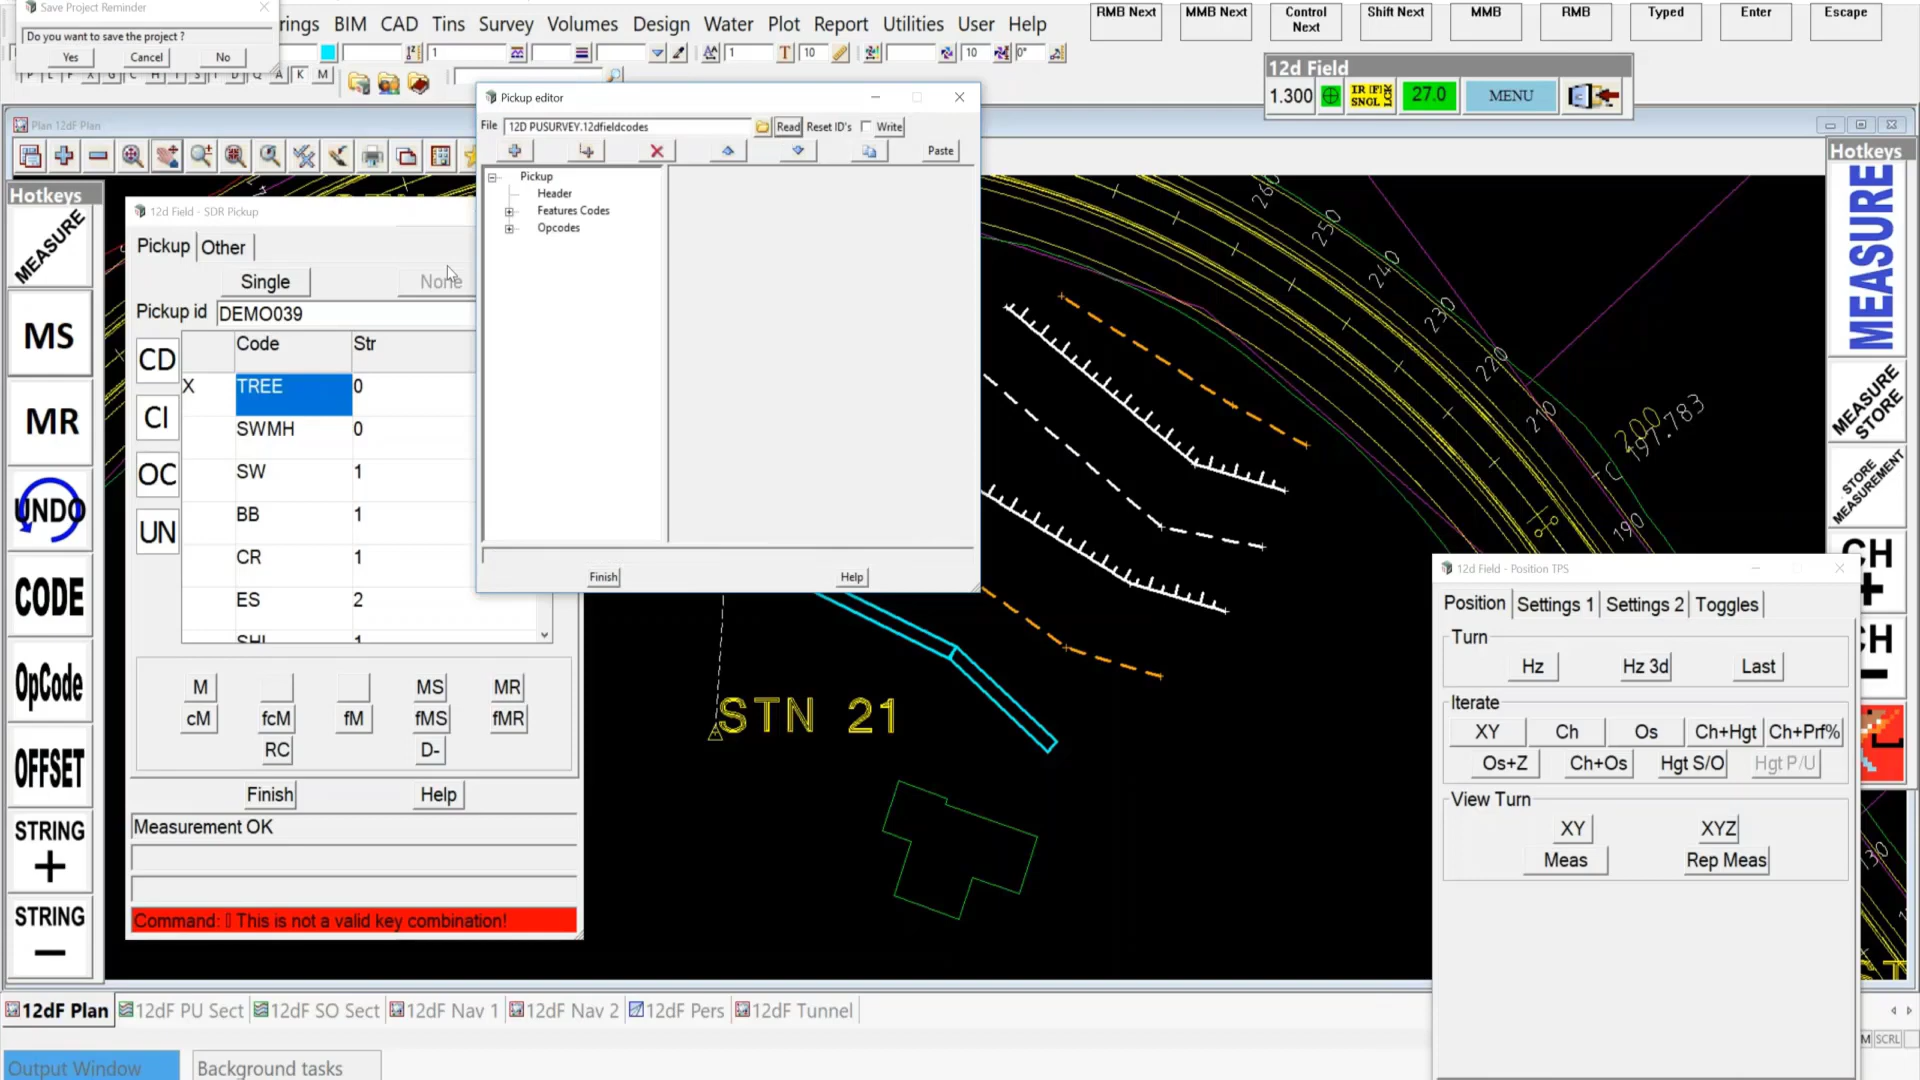 Save Project Reminder
Do you want to save the project ?
Yes
Cancel
No
rings
BIM
CAD
Tins
Survey
Volumes
Design
Water
Plot
Report
Utilities
User
Help
RMB Next
MMB Next
Control Next
Shift Next
MMB
RMB
Typed
Enter
Escape
1
1
10
10
0°
K
M
12d Field
1.300
IR [F] SNGL LCK
27.0
MENU
Plan 12dF Plan
Pickup editor
File
12D PUSURVEY.12dfieldcodes
Read
Reset ID's
Write
Paste
Pickup
Header
Features Codes
Opcodes
Finish
Help
Hotkeys
MEASURE
MS
MR
UNDO
CODE
OpCode
OFFSET
STRING
+
STRING
−
12d Field - SDR Pickup
Pickup
Other
Single
None
Pickup id
DEMO039
CD
CI
OC
UN
Code
Str
X
TREE
0
SWMH
0
SW
1
BB
1
CR
1
ES
2
M
MS
MR
cM
fcM
fM
fMS
fMR
RC
D-
Finish
Help
Measurement OK
Command: This is not a valid key combination!
STN 21
260
250
240
230
220
210
200
197.783
190
130
Hotkeys
MEASURE
MEASURE STORE
STORE MEASUREMENT
CH
+
12d Field - Position TPS
Position
Settings 1
Settings 2
Toggles
Turn
Hz
Hz 3d
Last
Iterate
XY
Ch
Os
Ch+Hgt
Ch+Prf%
Os+Z
Ch+Os
Hgt S/O
Hgt P/U
View Turn
XY
XYZ
Meas
Rep Meas
12dF Plan
12dF PU Sect
12dF SO Sect
12dF Nav 1
12dF Nav 2
12dF Pers
12dF Tunnel
M
SCRL
Output Window
Background tasks